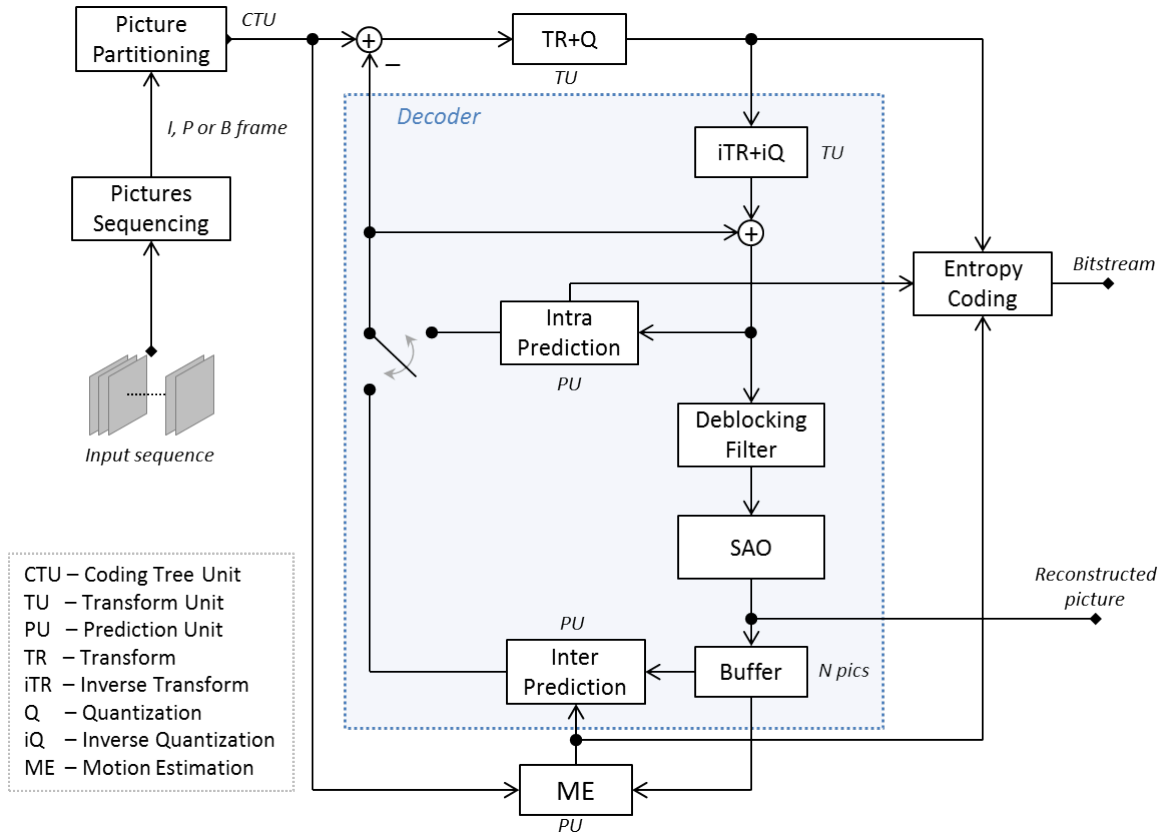 Picture
Partitioning
CTU
+
−
TR+Q
TU
I, P or B frame
Decoder
iTR+iQ
TU
Pictures
Sequencing
+
Entropy
Coding
Bitstream
Intra
Prediction
PU
Input sequence
Deblocking
Filter
SAO
Reconstructed
picture
PU
Inter
Prediction
Buffer
N pics
ME
PU
CTU – Coding Tree Unit
TU – Transform Unit
PU – Prediction Unit
TR – Transform
iTR – Inverse Transform
Q – Quantization
iQ – Inverse Quantization
ME – Motion Estimation